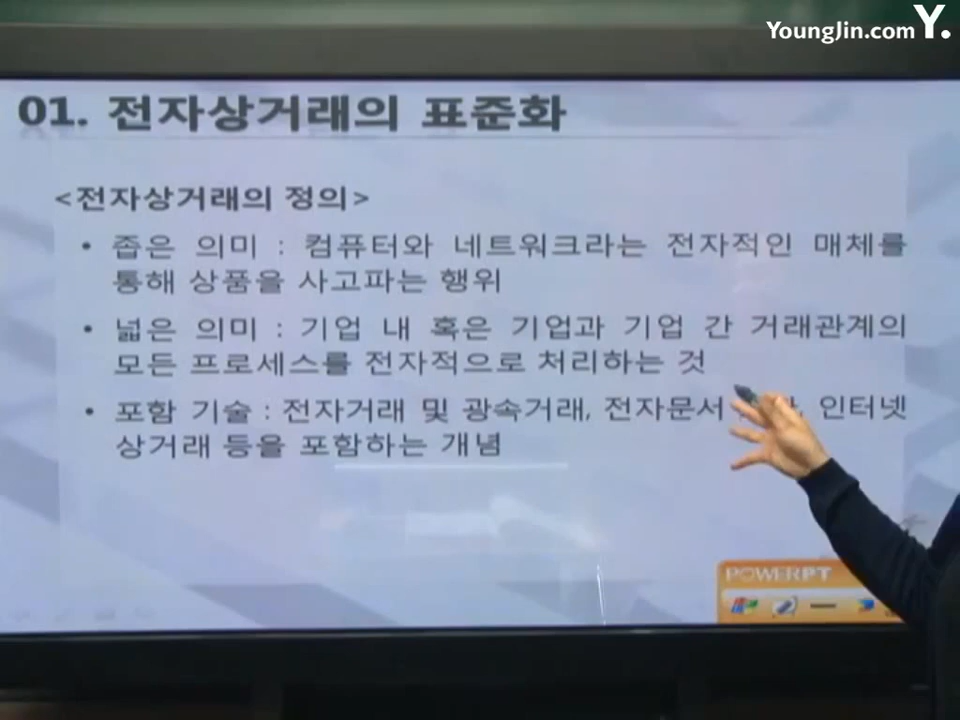 YoungJin.com Y.
01. 전자상거래의 표준화
<전자상거래의 정의>
• 좁은 의미 : 컴퓨터와 네트워크라는 전자적인 매체를
통해 상품을 사고파는 행위
• 넓은 의미 : 기업 내 혹은 기업과 기업 간 거래관계의
모든 프로세스를 전자적으로 처리하는 것
• 포함 기술 : 전자거래 및 광속거래, 전자문서 인터넷
상거래 등을 포함하는 개념
POWERPT